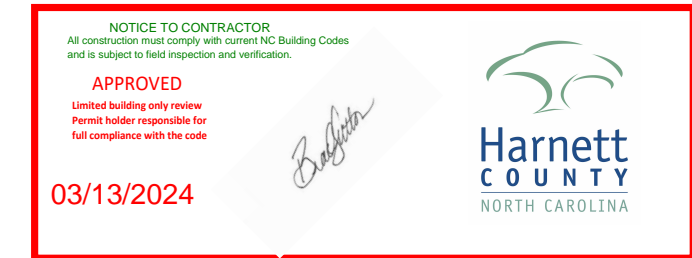 NOTICE TO CONTRACTOR
All construction must comply with current NC Building Codes
and is subject to field inspection and verification.
APPROVED
Limited building only review
Permit holder responsible for
full compliance with the code
03/13/2024
Harnett
COUNTY
NORTH CAROLINA